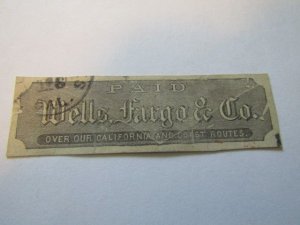 PAID
Wells, Fargo & Co.
OVER OUR CALIFORNIA AND COAST ROUTES.